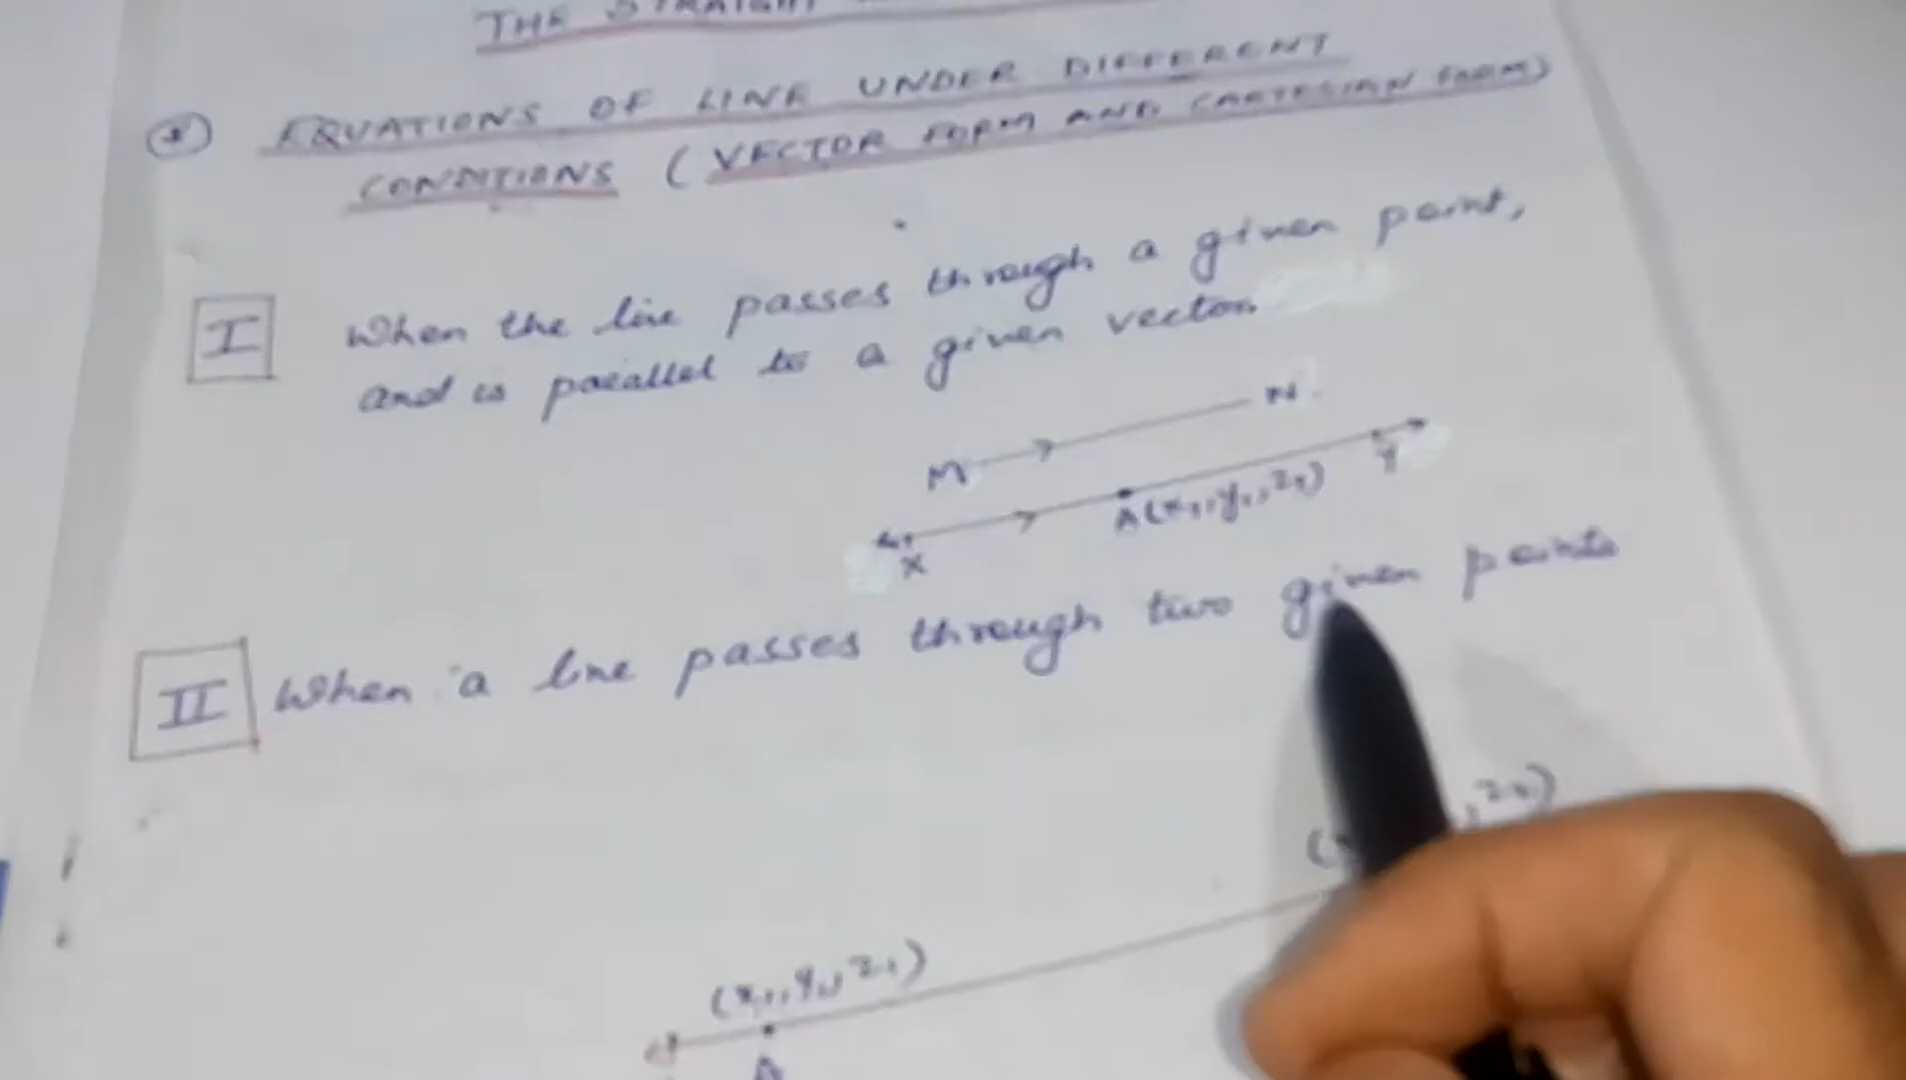 THE STRAIGHT
EQUATIONS OF LINE UNDER DIFFERENT
CONDITIONS (VECTOR FORM AND CARTESIAN FORM)
I When the line passes through a given point,
and is parallel to a given vector.
M N
X A(x₁, y₁, z₁) Y
II When a line passes through two given points
, z₂)
(x₁, y₁, z₁)
A